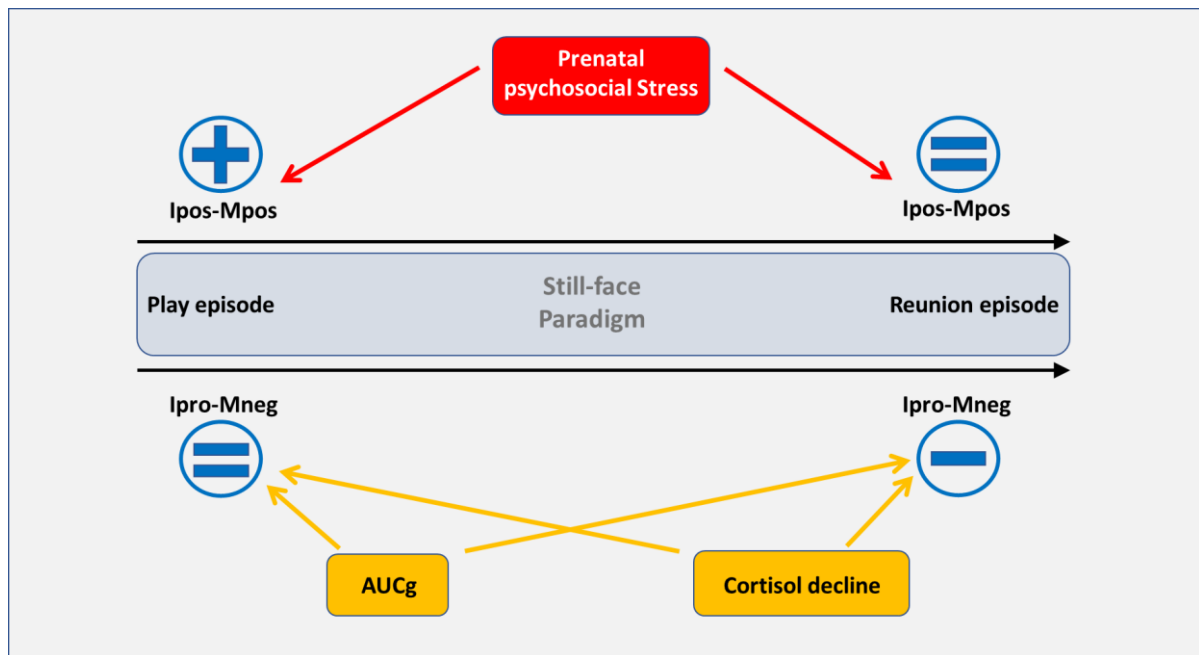 Prenatal
psychosocial Stress
Ipos-Mpos
Ipos-Mpos
Play episode
Still-face
Paradigm
Reunion episode
Ipro-Mneg
Ipro-Mneg
AUCg
Cortisol decline